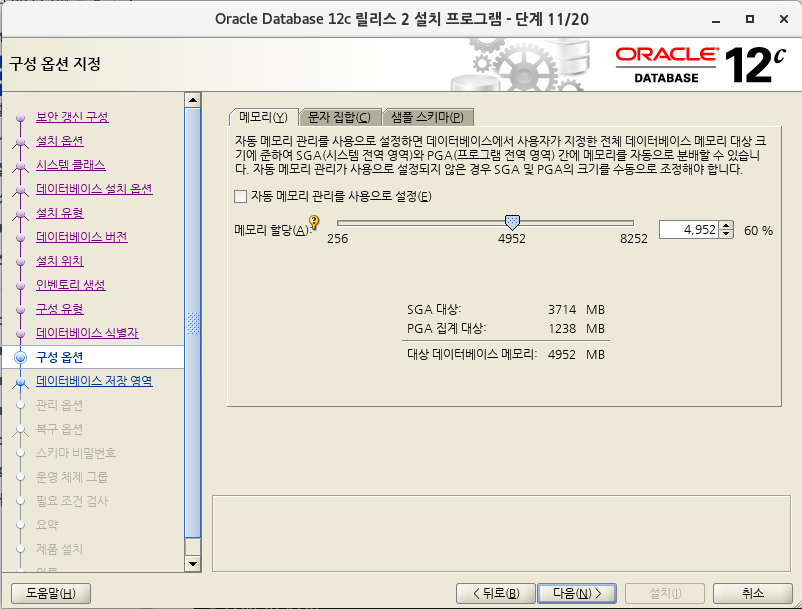 Oracle Database 12c 릴리스 2 설치 프로그램 - 단계 11/20
구성 옵션 지정
ORACLE
DATABASE
12c
보안 갱신 구성
설치 옵션
시스템 클래스
데이터베이스 설치 옵션
설치 유형
데이터베이스 버전
설치 위치
인벤토리 생성
구성 유형
데이터베이스 식별자
구성 옵션
데이터베이스 저장 영역
관리 옵션
복구 옵션
스키마 비밀번호
운영 체제 그룹
필요 조건 검사
요약
제품 설치
메모리(Y) 문자 집합(C) 샘플 스키마(P)
자동 메모리 관리를 사용으로 설정하면 데이터베이스에서 사용자가 지정한 전체 데이터베이스 메모리 대상 크
기에 준하여 SGA(시스템 전역 영역)와 PGA(프로그램 전역 영역) 간에 메모리를 자동으로 분배할 수 있습니
다. 자동 메모리 관리가 사용으로 설정되지 않은 경우 SGA 및 PGA의 크기를 수동으로 조정해야 합니다.
자동 메모리 관리를 사용으로 설정(E)
메모리 할당(A): 4,952 60 %
256 4952 8252
SGA 대상: 3714 MB
PGA 집계 대상: 1238 MB
대상 데이터베이스 메모리: 4952 MB
도움말(H) < 뒤로(B) 다음(N) > 설치(I) 취소